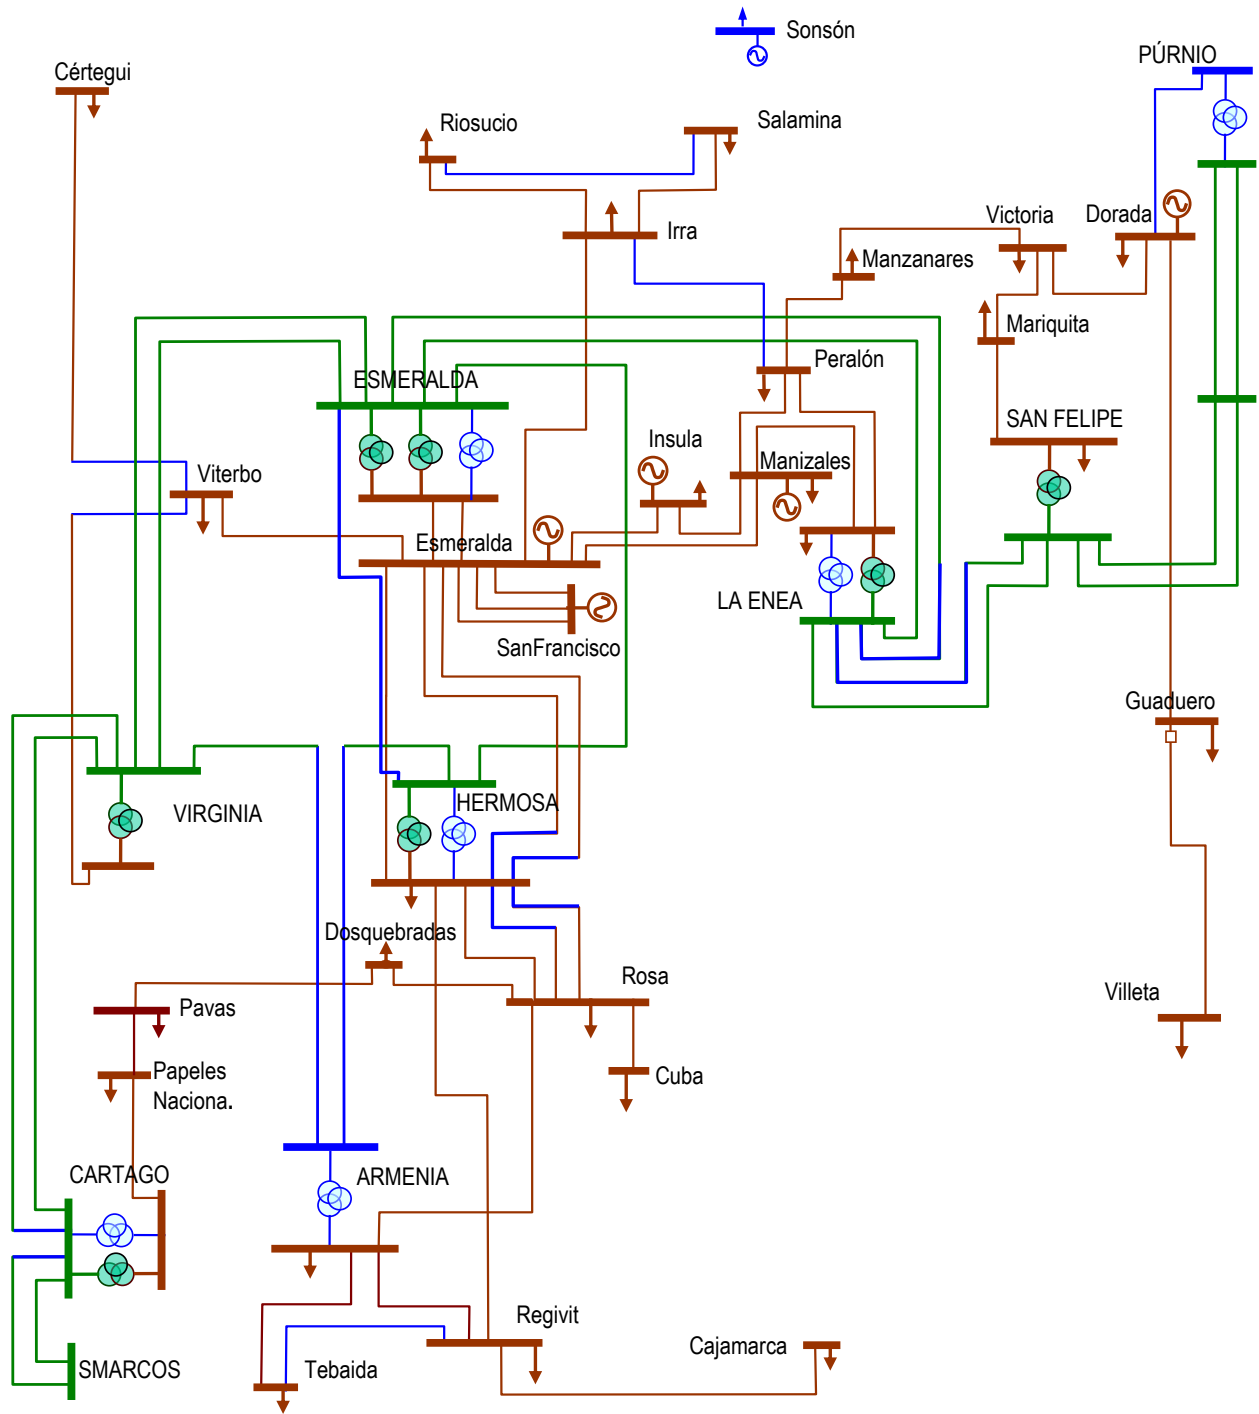 Sonsón
PÚRNIO
Cértegui
Riosucio
Salamina
Irra
Victoria
Dorada
Manzanares
Mariquita
Peralón
ESMERALDA
SAN FELIPE
Insula
Manizales
Viterbo
Esmeralda
LA ENEA
SanFrancisco
Guaduero
VIRGINIA
HERMOSA
Dosquebradas
Rosa
Villeta
Pavas
Papeles
Naciona.
Cuba
CARTAGO
ARMENIA
Regivit
Cajamarca
SMARCOS
Tebaida